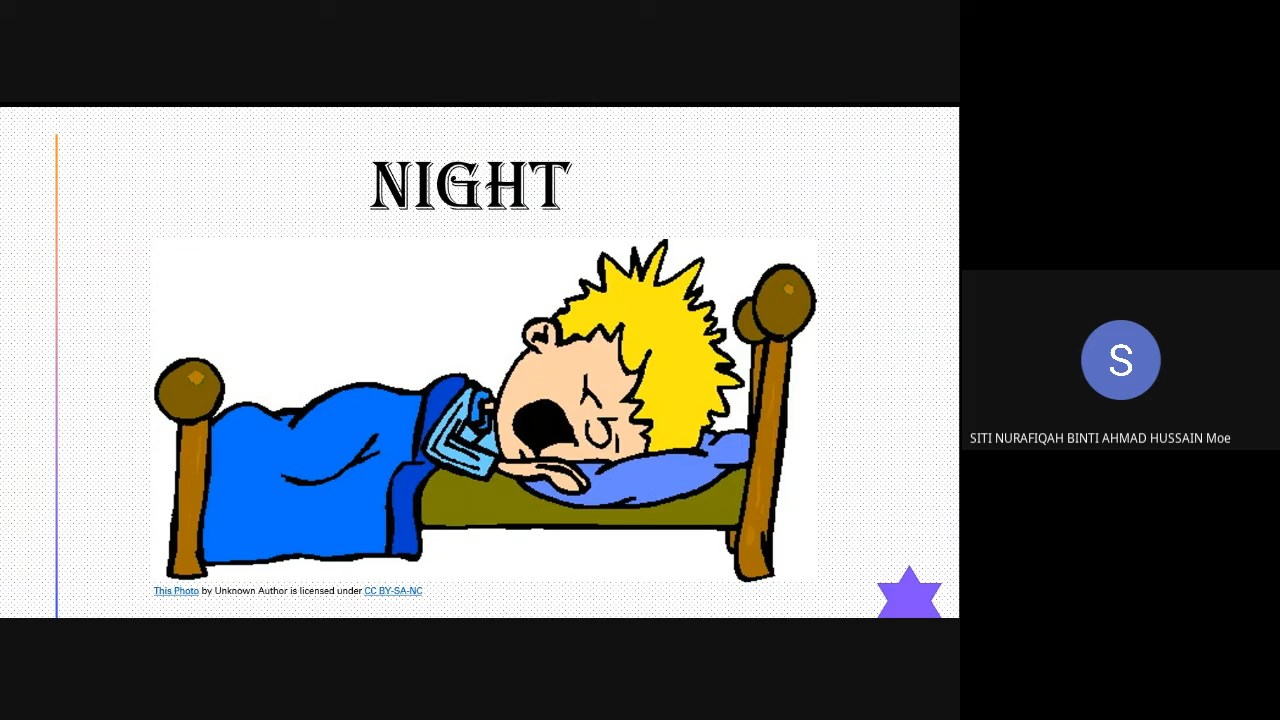 NIGHT
This Photo by Unknown Author is licensed under CC BY-SA-NC
S
SITI NURAFIQAH BINTI AHMAD HUSSAIN Moe